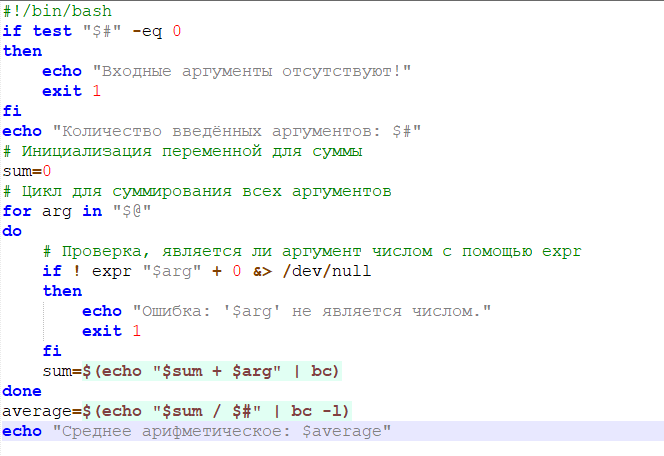 #!/bin/bash
if test "$#" -eq 0
then
    echo "Входные аргументы отсутствуют!"
    exit 1
fi
echo "Количество введённых аргументов: $#"
# Инициализация переменной для суммы
sum=0
# Цикл для суммирования всех аргументов
for arg in "$@"
do
    # Проверка, является ли аргумент числом с помощью expr
    if ! expr "$arg" + 0 &> /dev/null
    then
        echo "Ошибка: '$arg' не является числом."
        exit 1
    fi
    sum=$(echo "$sum + $arg" | bc)
done
average=$(echo "$sum / $#" | bc -l)
echo "Среднее арифметическое: $average"